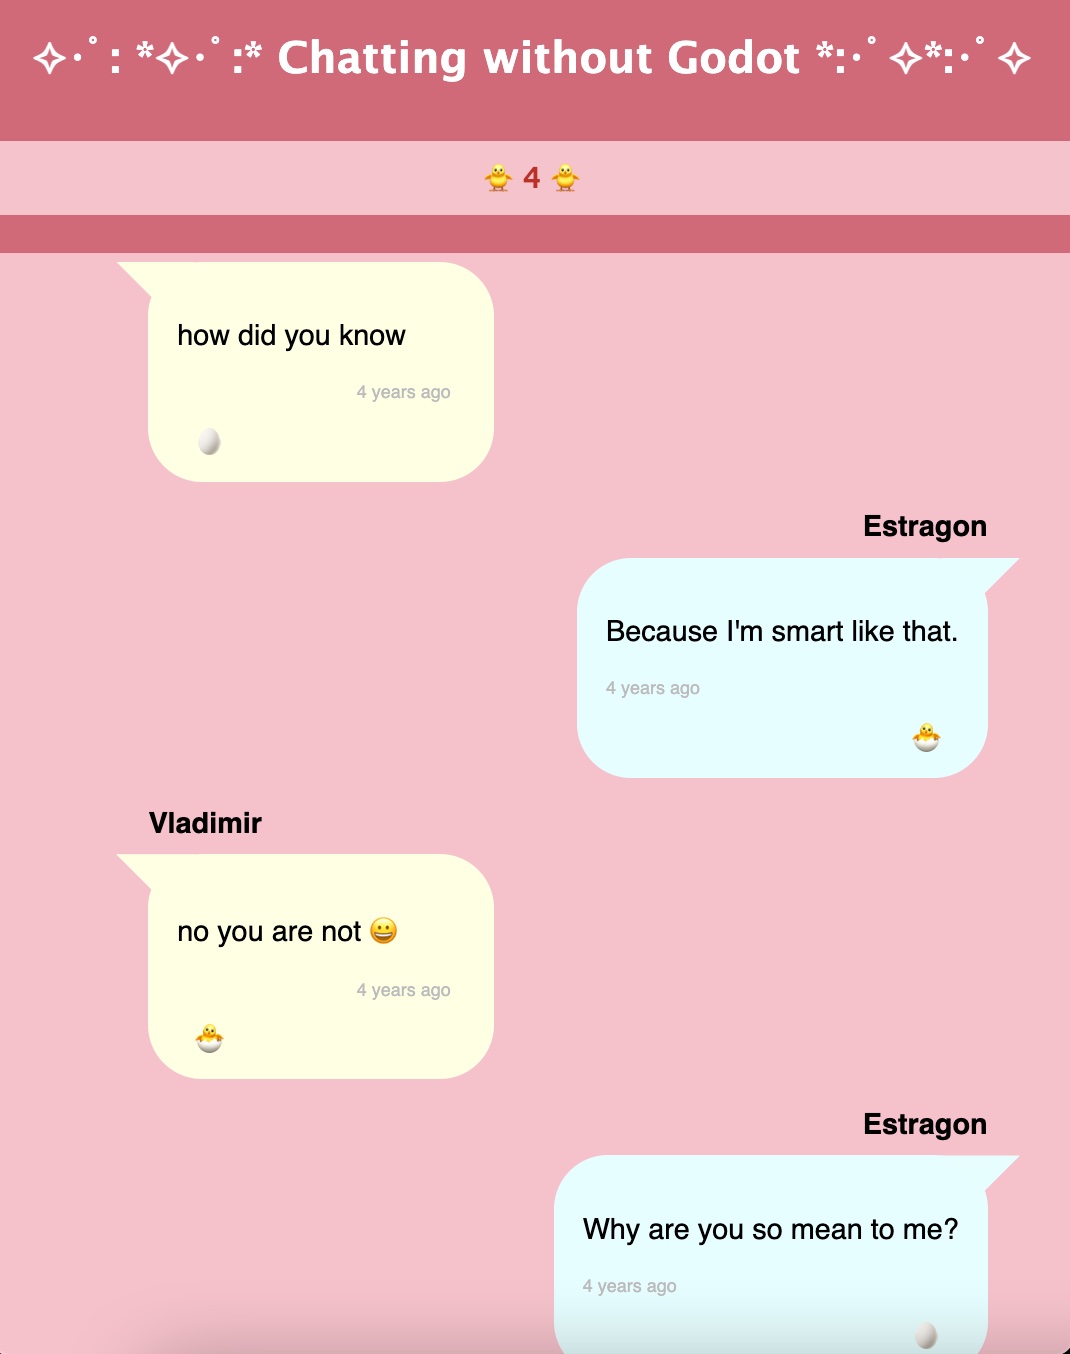 ✧･ﾟ: *✧･ﾟ:* Chatting without Godot *:･ﾟ✧*:･ﾟ✧
🐥 4 🐥
how did you know
4 years ago
🥚
Estragon
Because I'm smart like that.
4 years ago
🐣
Vladimir
no you are not 😀
4 years ago
🐣
Estragon
Why are you so mean to me?
4 years ago
🥚